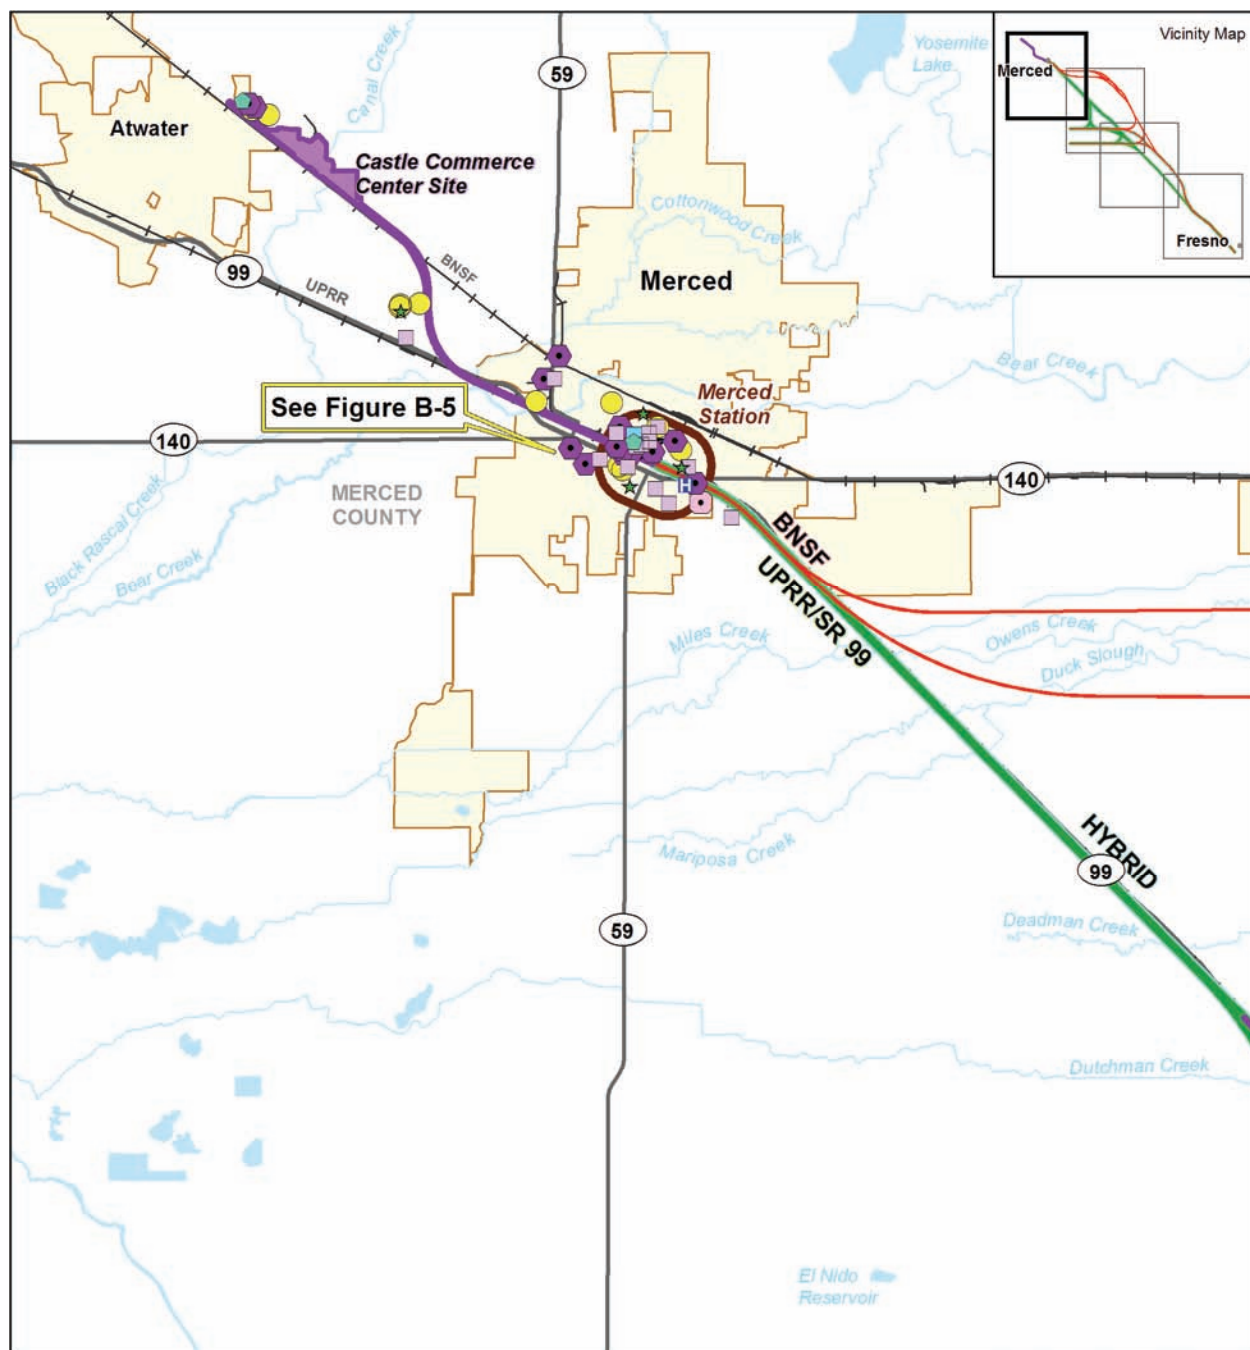 Vicinity Map
Merced
Fresno
Yosemite
Lake
59
Canal Creek
Atwater
Castle Commerce
Center Site
Cottonwood Creek
99
BNSF
UPRR
Merced
Bear Creek
Merced
Station
See Figure B-5
140
140
MERCED
COUNTY
H
Black Rascal Creek
Bear Creek
BNSF
UPRR/SR 99
Miles Creek
Owens Creek
Duck Slough
Mariposa Creek
HYBRID
99
59
Deadman Creek
Dutchman Creek
El Nido
Reservoir